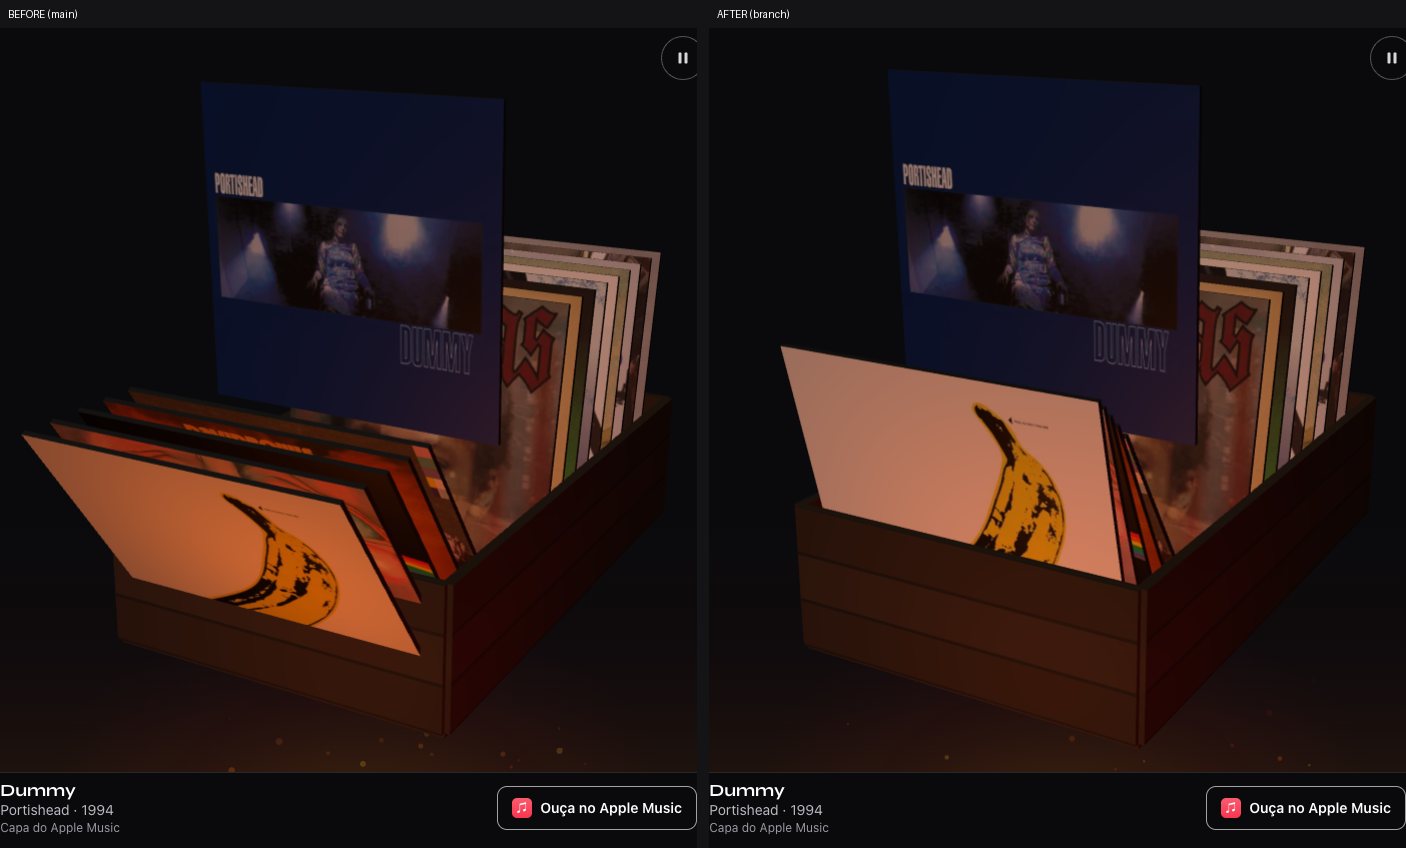 BEFORE (main)
AFTER (branch)
PORTISHEAD
DUMMY
PORTISHEAD
DUMMY
Dummy
Portishead · 1994
Capa do Apple Music
Ouça no Apple Music
Dummy
Portishead · 1994
Capa do Apple Music
Ouça no Apple Music